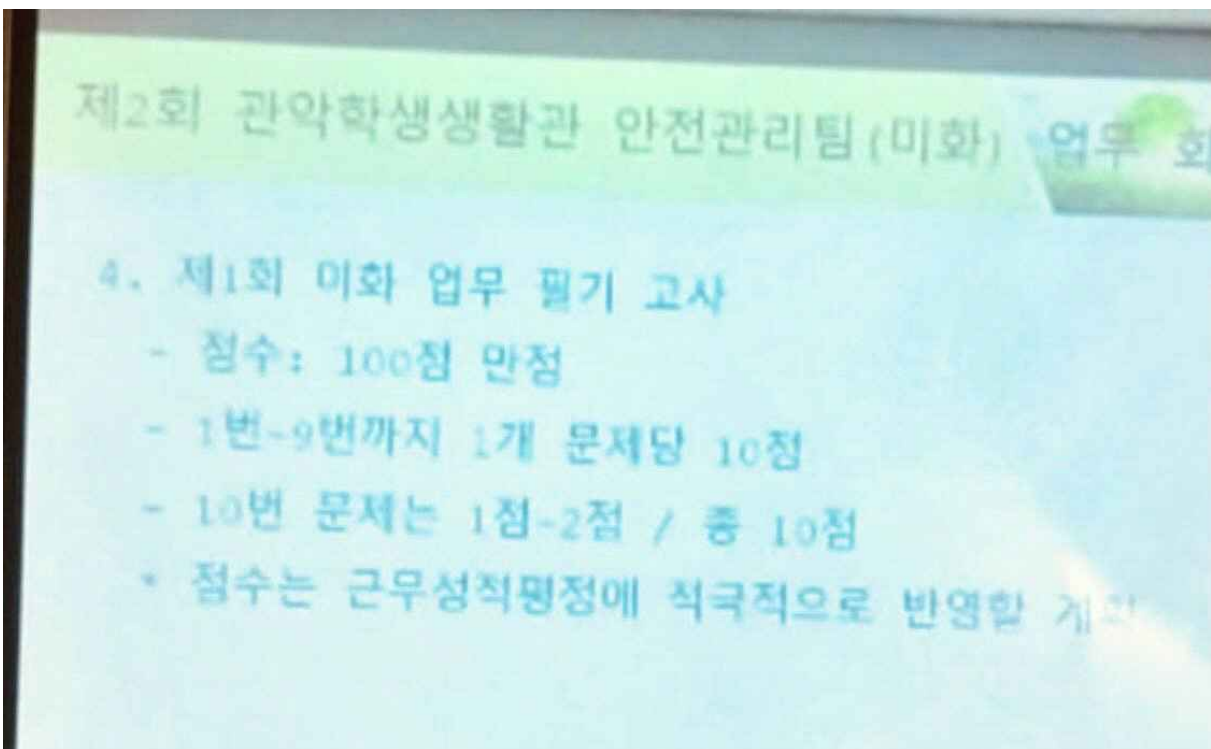 제2회 관악학생생활관 안전관리팀(미화) 업무
4. 제1회 미화 업무 필기 고사
- 점수: 100점 만점
- 1번~9번까지 1개 문제당 10점
- 10번 문제는 1점~2점 / 총 10점
* 점수는 근무성적평정에 적극적으로 반영할